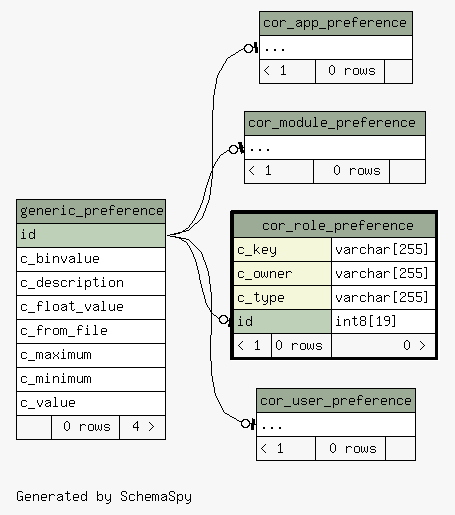 cor_app_preference
...
< 1 0 rows
cor_module_preference
...
< 1 0 rows
generic_preference
id
c_binvalue
c_description
c_float_value
c_from_file
c_maximum
c_minimum
c_value
0 rows 4 >
cor_role_preference
c_key varchar[255]
c_owner varchar[255]
c_type varchar[255]
id int8[19]
< 1 0 rows 0 >
cor_user_preference
...
< 1 0 rows
Generated by SchemaSpy